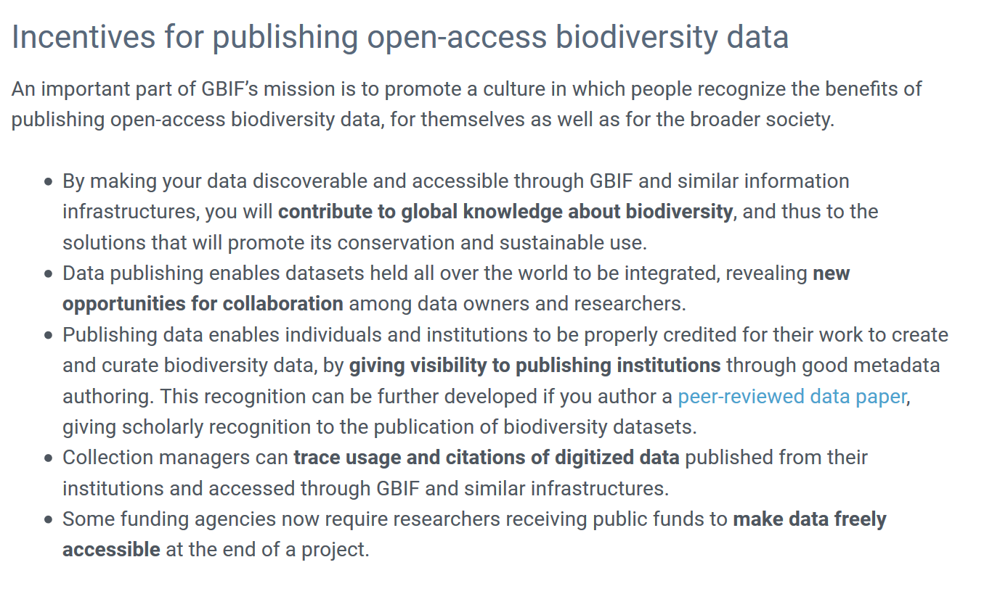 Incentives for publishing open-access biodiversity data
An important part of GBIF’s mission is to promote a culture in which people recognize the benefits of
publishing open-access biodiversity data, for themselves as well as for the broader society.
• By making your data discoverable and accessible through GBIF and similar information
infrastructures, you will contribute to global knowledge about biodiversity, and thus to the
solutions that will promote its conservation and sustainable use.
• Data publishing enables datasets held all over the world to be integrated, revealing new
opportunities for collaboration among data owners and researchers.
• Publishing data enables individuals and institutions to be properly credited for their work to create
and curate biodiversity data, by giving visibility to publishing institutions through good metadata
authoring. This recognition can be further developed if you author a peer-reviewed data paper,
giving scholarly recognition to the publication of biodiversity datasets.
• Collection managers can trace usage and citations of digitized data published from their
institutions and accessed through GBIF and similar infrastructures.
• Some funding agencies now require researchers receiving public funds to make data freely
accessible at the end of a project.